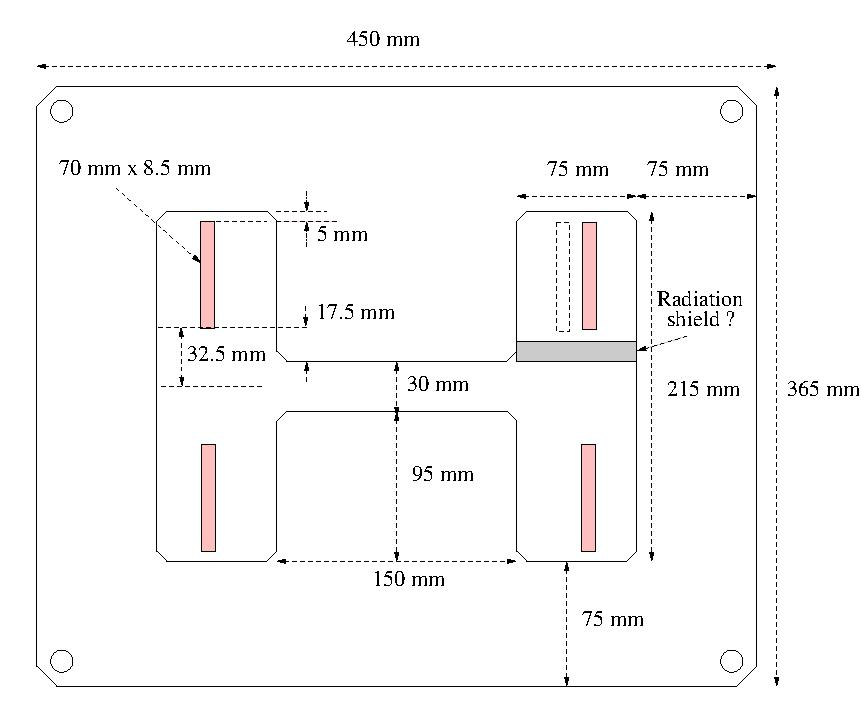 450 mm
70 mm x 8.5 mm
75 mm
75 mm
5 mm
Radiation
shield ?
17.5 mm
32.5 mm
30 mm
215 mm
365 mm
95 mm
150 mm
75 mm